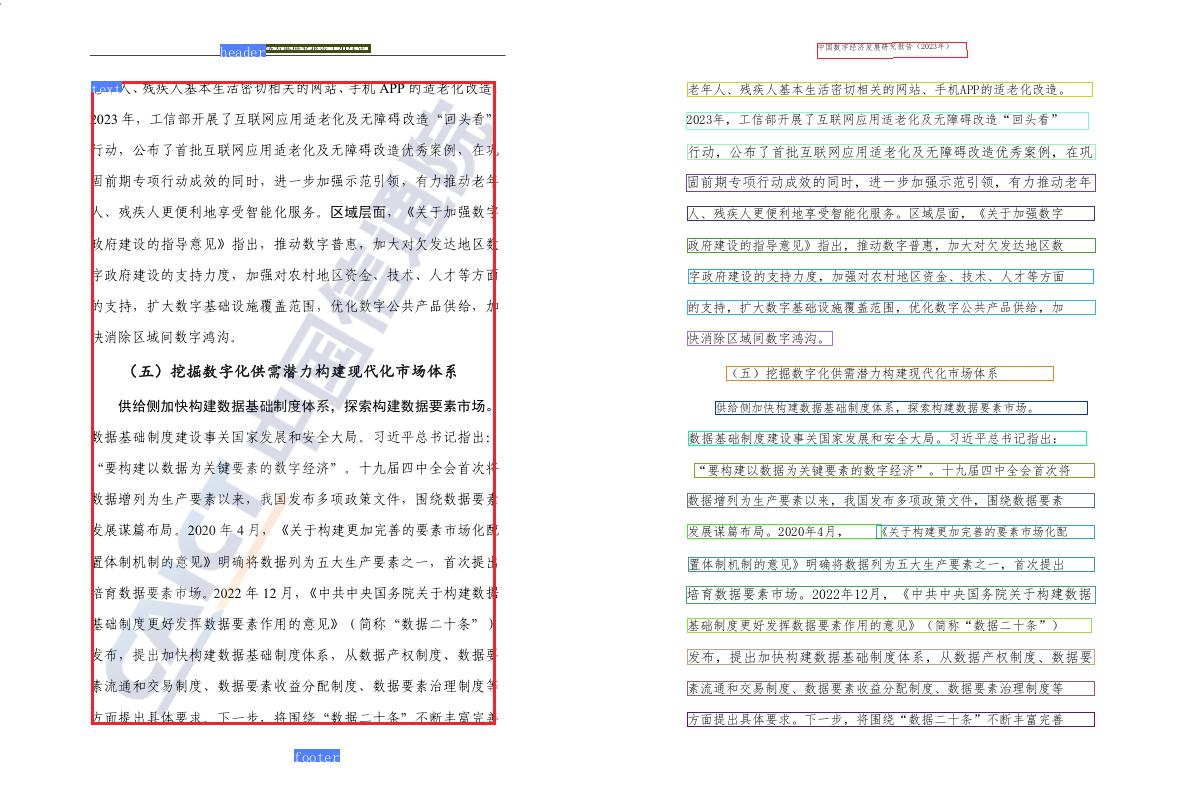 header
text人、残疾人基本生活密切相关的网站、手机 APP 的适老化改造。
2023 年，工信部开展了互联网应用适老化及无障碍改造“回头看”
行动，公布了首批互联网应用适老化及无障碍改造优秀案例，在巩
固前期专项行动成效的同时，进一步加强示范引领，有力推动老年
人、残疾人更便利地享受智能化服务。区域层面，《关于加强数字
政府建设的指导意见》指出，推动数字普惠，加大对欠发达地区数
字政府建设的支持力度，加强对农村地区资金、技术、人才等方面
的支持，扩大数字基础设施覆盖范围，优化数字公共产品供给，加
快消除区域间数字鸿沟。
（五）挖掘数字化供需潜力构建现代化市场体系
供给侧加快构建数据基础制度体系，探索构建数据要素市场。
数据基础制度建设事关国家发展和安全大局。习近平总书记指出：
“要构建以数据为关键要素的数字经济”。十九届四中全会首次将
数据增列为生产要素以来，我国发布多项政策文件，围绕数据要素
发展谋篇布局。2020 年 4 月，《关于构建更加完善的要素市场化配
置体制机制的意见》明确将数据列为五大生产要素之一，首次提出
培育数据要素市场。2022 年 12 月，《中共中央国务院关于构建数据
基础制度更好发挥数据要素作用的意见》（简称“数据二十条”）
发布，提出加快构建数据基础制度体系，从数据产权制度、数据要
素流通和交易制度、数据要素收益分配制度、数据要素治理制度等
方面提出具体要求。下一步，将围绕“数据二十条”不断丰富完善
CAICT 中国信通院
footer
中国数字经济发展研究报告（2023年）
老年人、残疾人基本生活密切相关的网站、手机APP的适老化改造。
2023年，工信部开展了互联网应用适老化及无障碍改造“回头看”
行动，公布了首批互联网应用适老化及无障碍改造优秀案例，在巩
固前期专项行动成效的同时，进一步加强示范引领，有力推动老年
人、残疾人更便利地享受智能化服务。区域层面，《关于加强数字
政府建设的指导意见》指出，推动数字普惠，加大对欠发达地区数
字政府建设的支持力度，加强对农村地区资金、技术、人才等方面
的支持，扩大数字基础设施覆盖范围，优化数字公共产品供给，加
快消除区域间数字鸿沟。
（五）挖掘数字化供需潜力构建现代化市场体系
供给侧加快构建数据基础制度体系，探索构建数据要素市场。
数据基础制度建设事关国家发展和安全大局。习近平总书记指出：
“要构建以数据为关键要素的数字经济”。十九届四中全会首次将
数据增列为生产要素以来，我国发布多项政策文件，围绕数据要素
发展谋篇布局。2020年4月，《关于构建更加完善的要素市场化配
置体制机制的意见》明确将数据列为五大生产要素之一，首次提出
培育数据要素市场。2022年12月，《中共中央国务院关于构建数据
基础制度更好发挥数据要素作用的意见》（简称“数据二十条”）
发布，提出加快构建数据基础制度体系，从数据产权制度、数据要
素流通和交易制度、数据要素收益分配制度、数据要素治理制度等
方面提出具体要求。下一步，将围绕“数据二十条”不断丰富完善